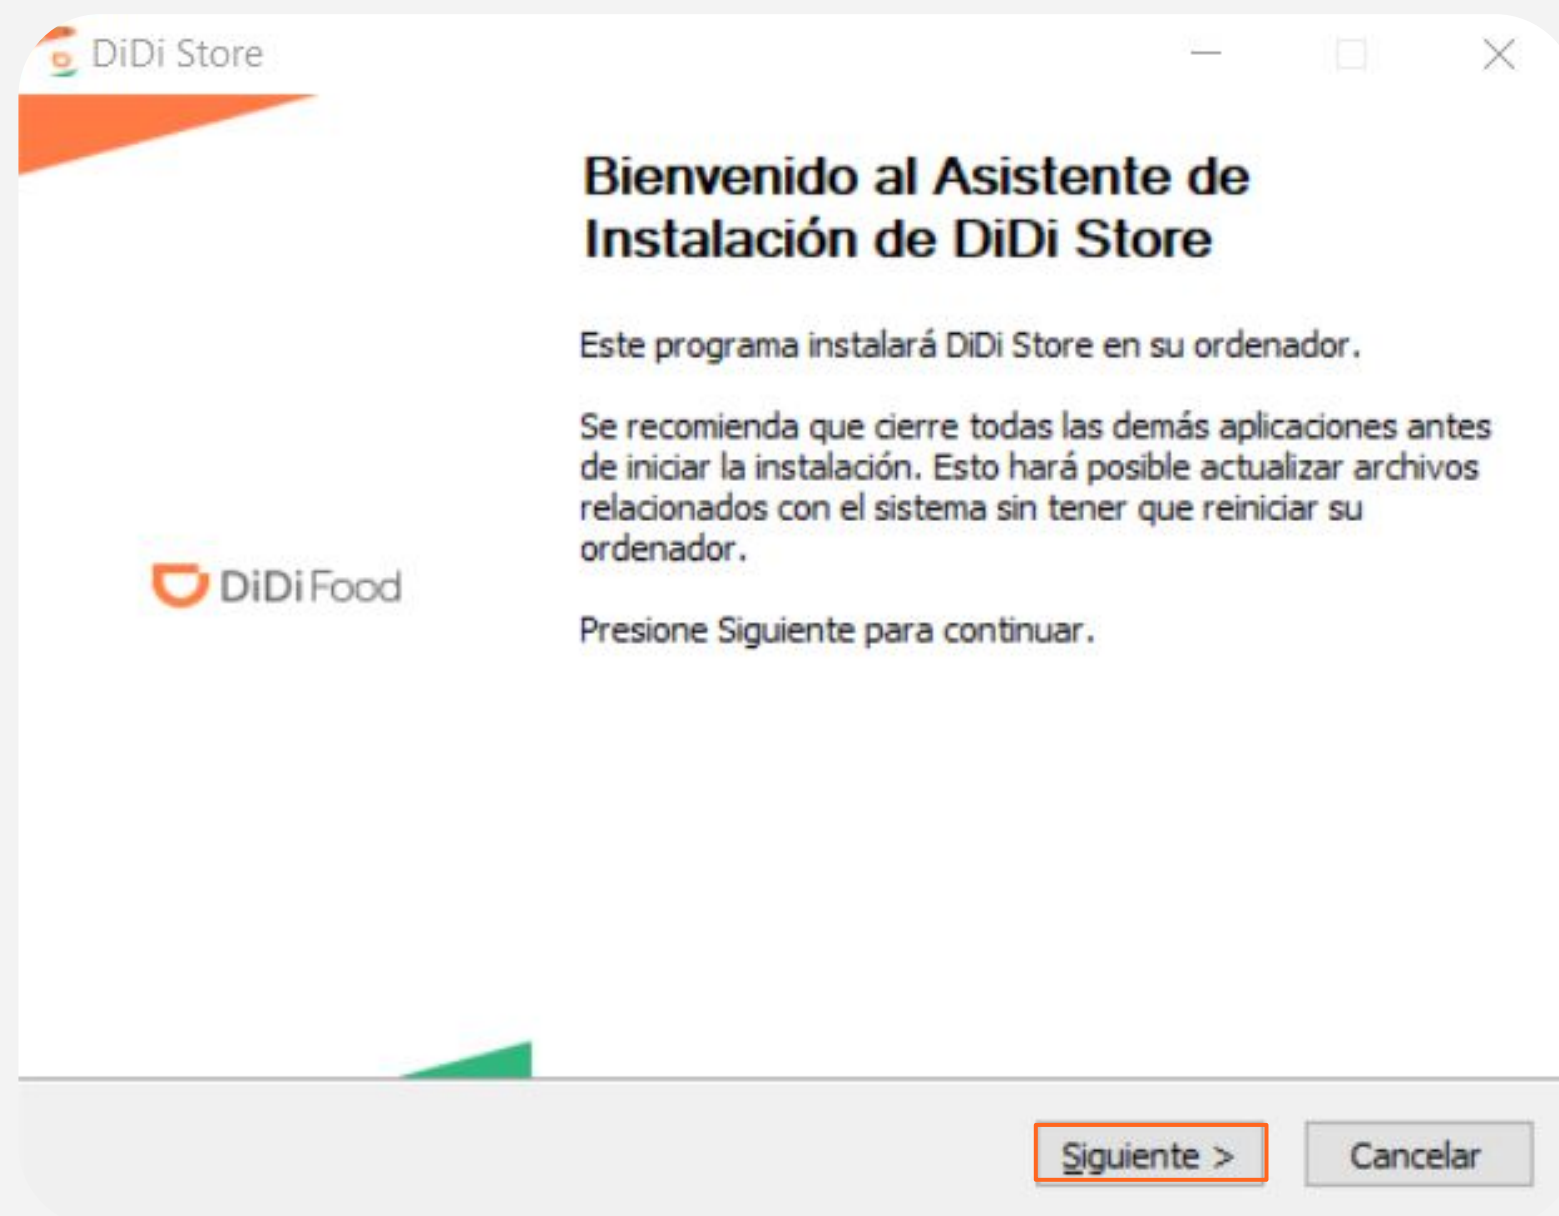 DiDi Store
Bienvenido al Asistente de
Instalación de DiDi Store
Este programa instalará DiDi Store en su ordenador.
Se recomienda que cierre todas las demás aplicaciones antes
de iniciar la instalación. Esto hará posible actualizar archivos
relacionados con el sistema sin tener que reiniciar su
ordenador.
Presione Siguiente para continuar.
DiDi Food
Siguiente >
Cancelar